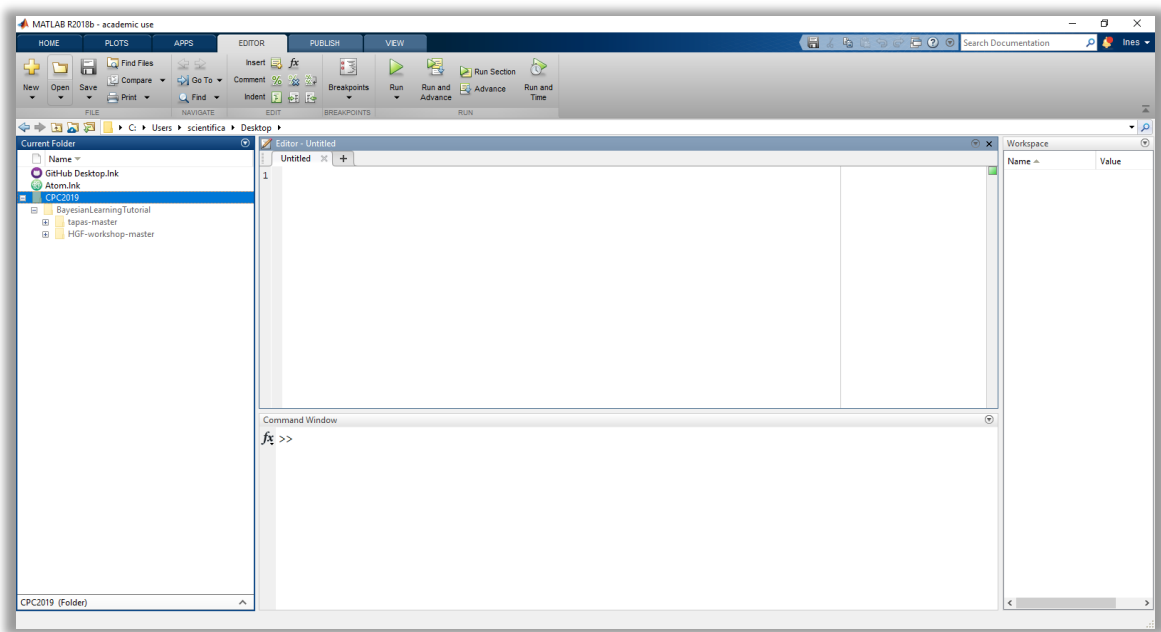 MATLAB R2018b - academic use
HOME PLOTS APPS EDITOR PUBLISH VIEW Search Documentation Ines
New Open Save Find Files Compare Print Go To Find Insert fx Comment Indent Breakpoints Run Run and Advance Run Section Advance Run and Time
FILE NAVIGATE EDIT BREAKPOINTS RUN
C: Users scientifica Desktop
Current Folder
Name
GitHub Desktop.lnk
Atom.lnk
CPC2019
BayesianLearningTutorial
tapas-master
HGF-workshop-master
CPC2019 (Folder)
Editor - Untitled
Untitled
1
Command Window
fx >>
Workspace
Name Value